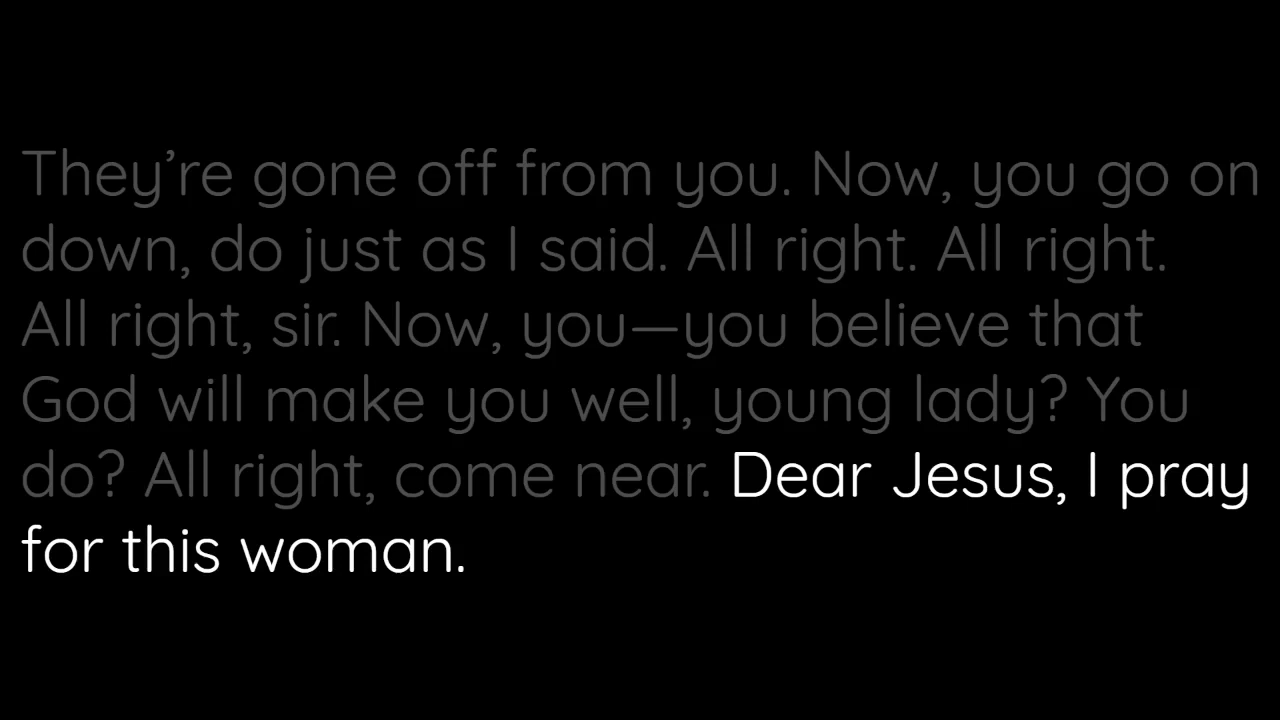 They’re gone off from you. Now, you go on
down, do just as I said. All right. All right.
All right, sir. Now, you—you believe that
God will make you well, young lady? You
do? All right, come near. Dear Jesus, I pray
for this woman.